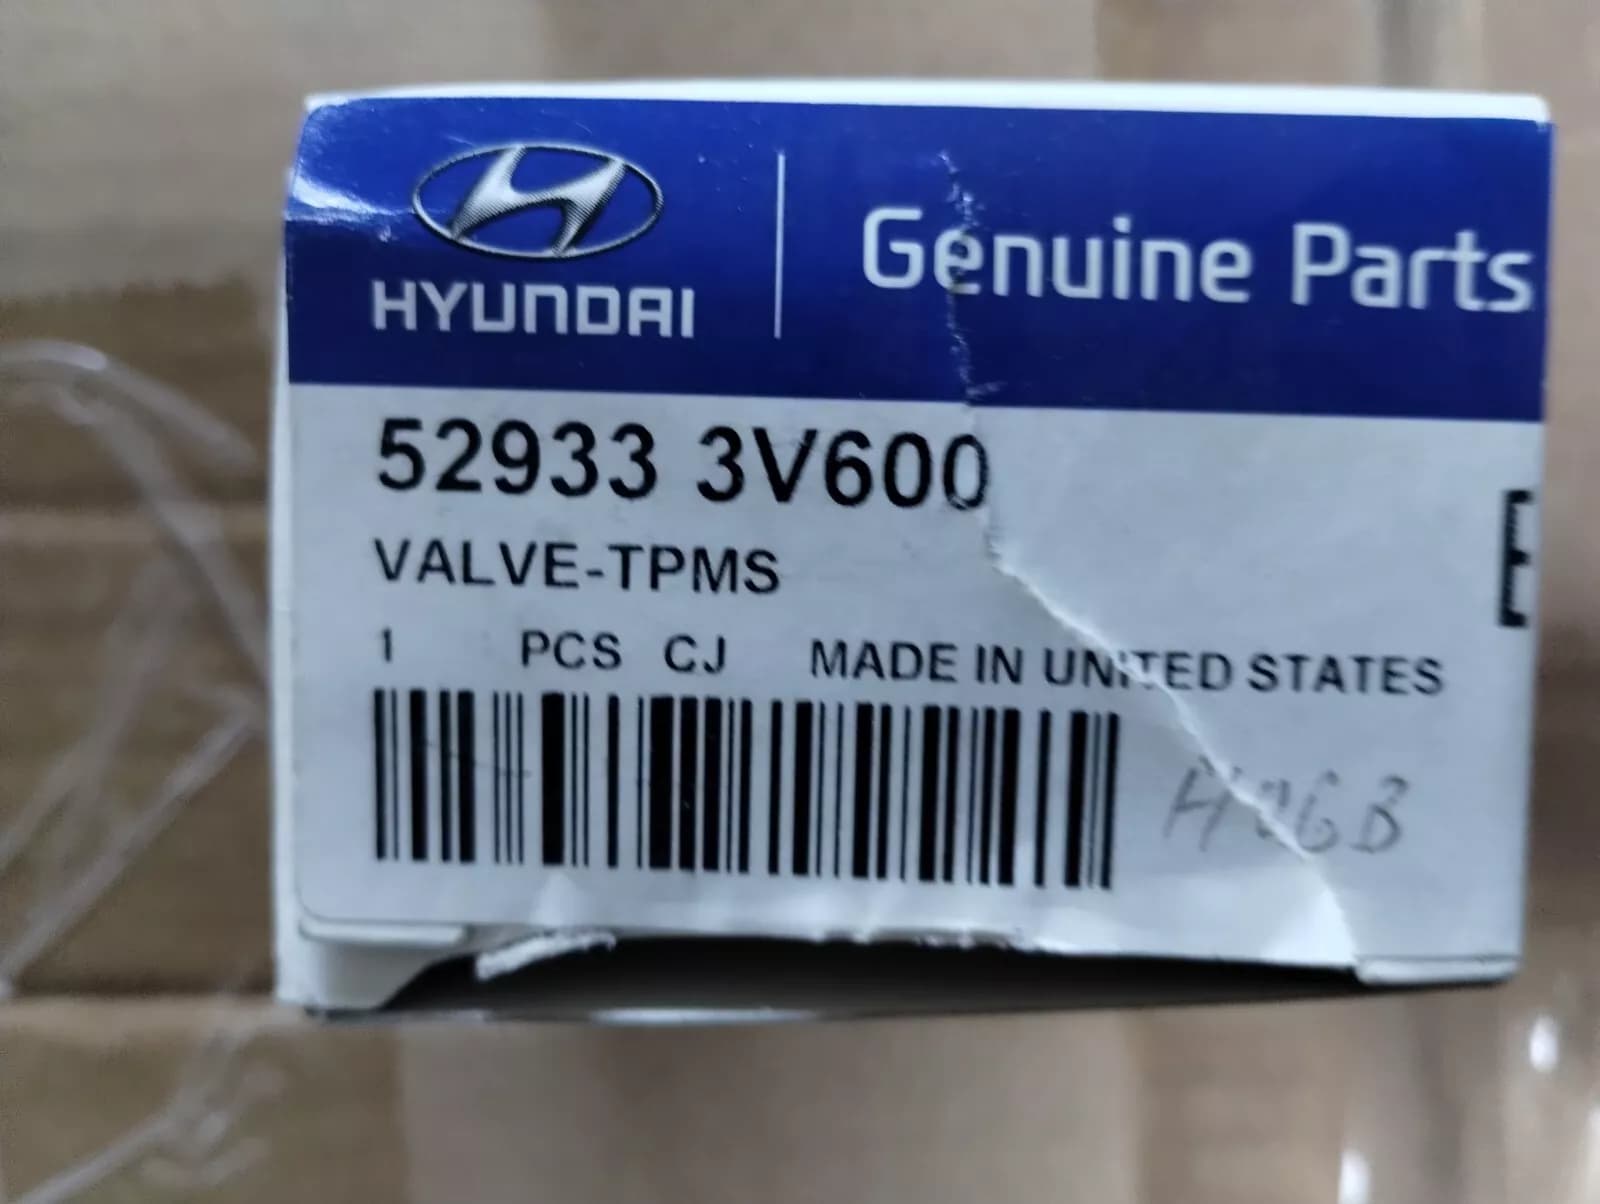 HYUNDAI
Genuine Parts
52933 3V600
VALVE-TPMS
1 PCS CJ MADE IN UNITED STATES